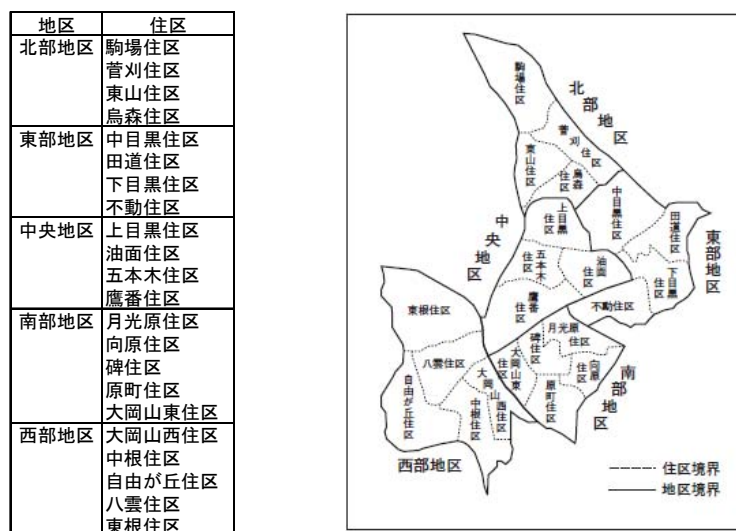 地区 住区
北部地区 駒場住区
菅刈住区
東山住区
烏森住区
東部地区 中目黒住区
田道住区
下目黒住区
不動住区
中央地区 上目黒住区
油面住区
五本木住区
鷹番住区
南部地区 月光原住区
向原住区
碑住区
原町住区
大岡山東住区
西部地区 大岡山西住区
中根住区
自由が丘住区
八雲住区
東根住区
北部地区
駒場住区
菅刈住区
東山住区
烏森住区
東部地区
中目黒住区
田道住区
下目黒住区
不動住区
中央地区
上目黒住区
五本木住区
油面住区
鷹番住区
南部地区
月光原住区
碑住区
向原住区
原町住区
大岡山東住区
西部地区
東根住区
八雲住区
自由が丘住区
大岡山西住区
中根住区
住区境界
地区境界